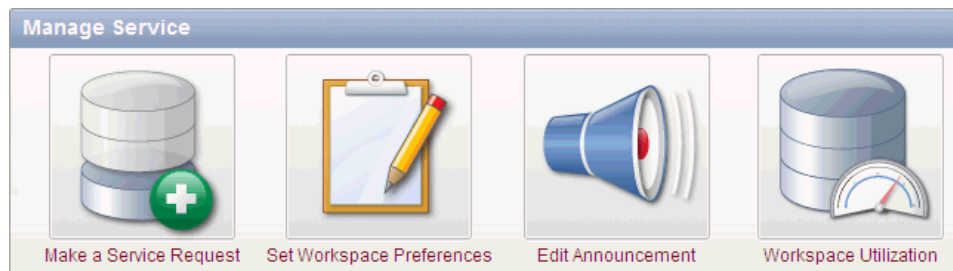 Manage Service
Make a Service Request
Set Workspace Preferences
Edit Announcement
Workspace Utilization